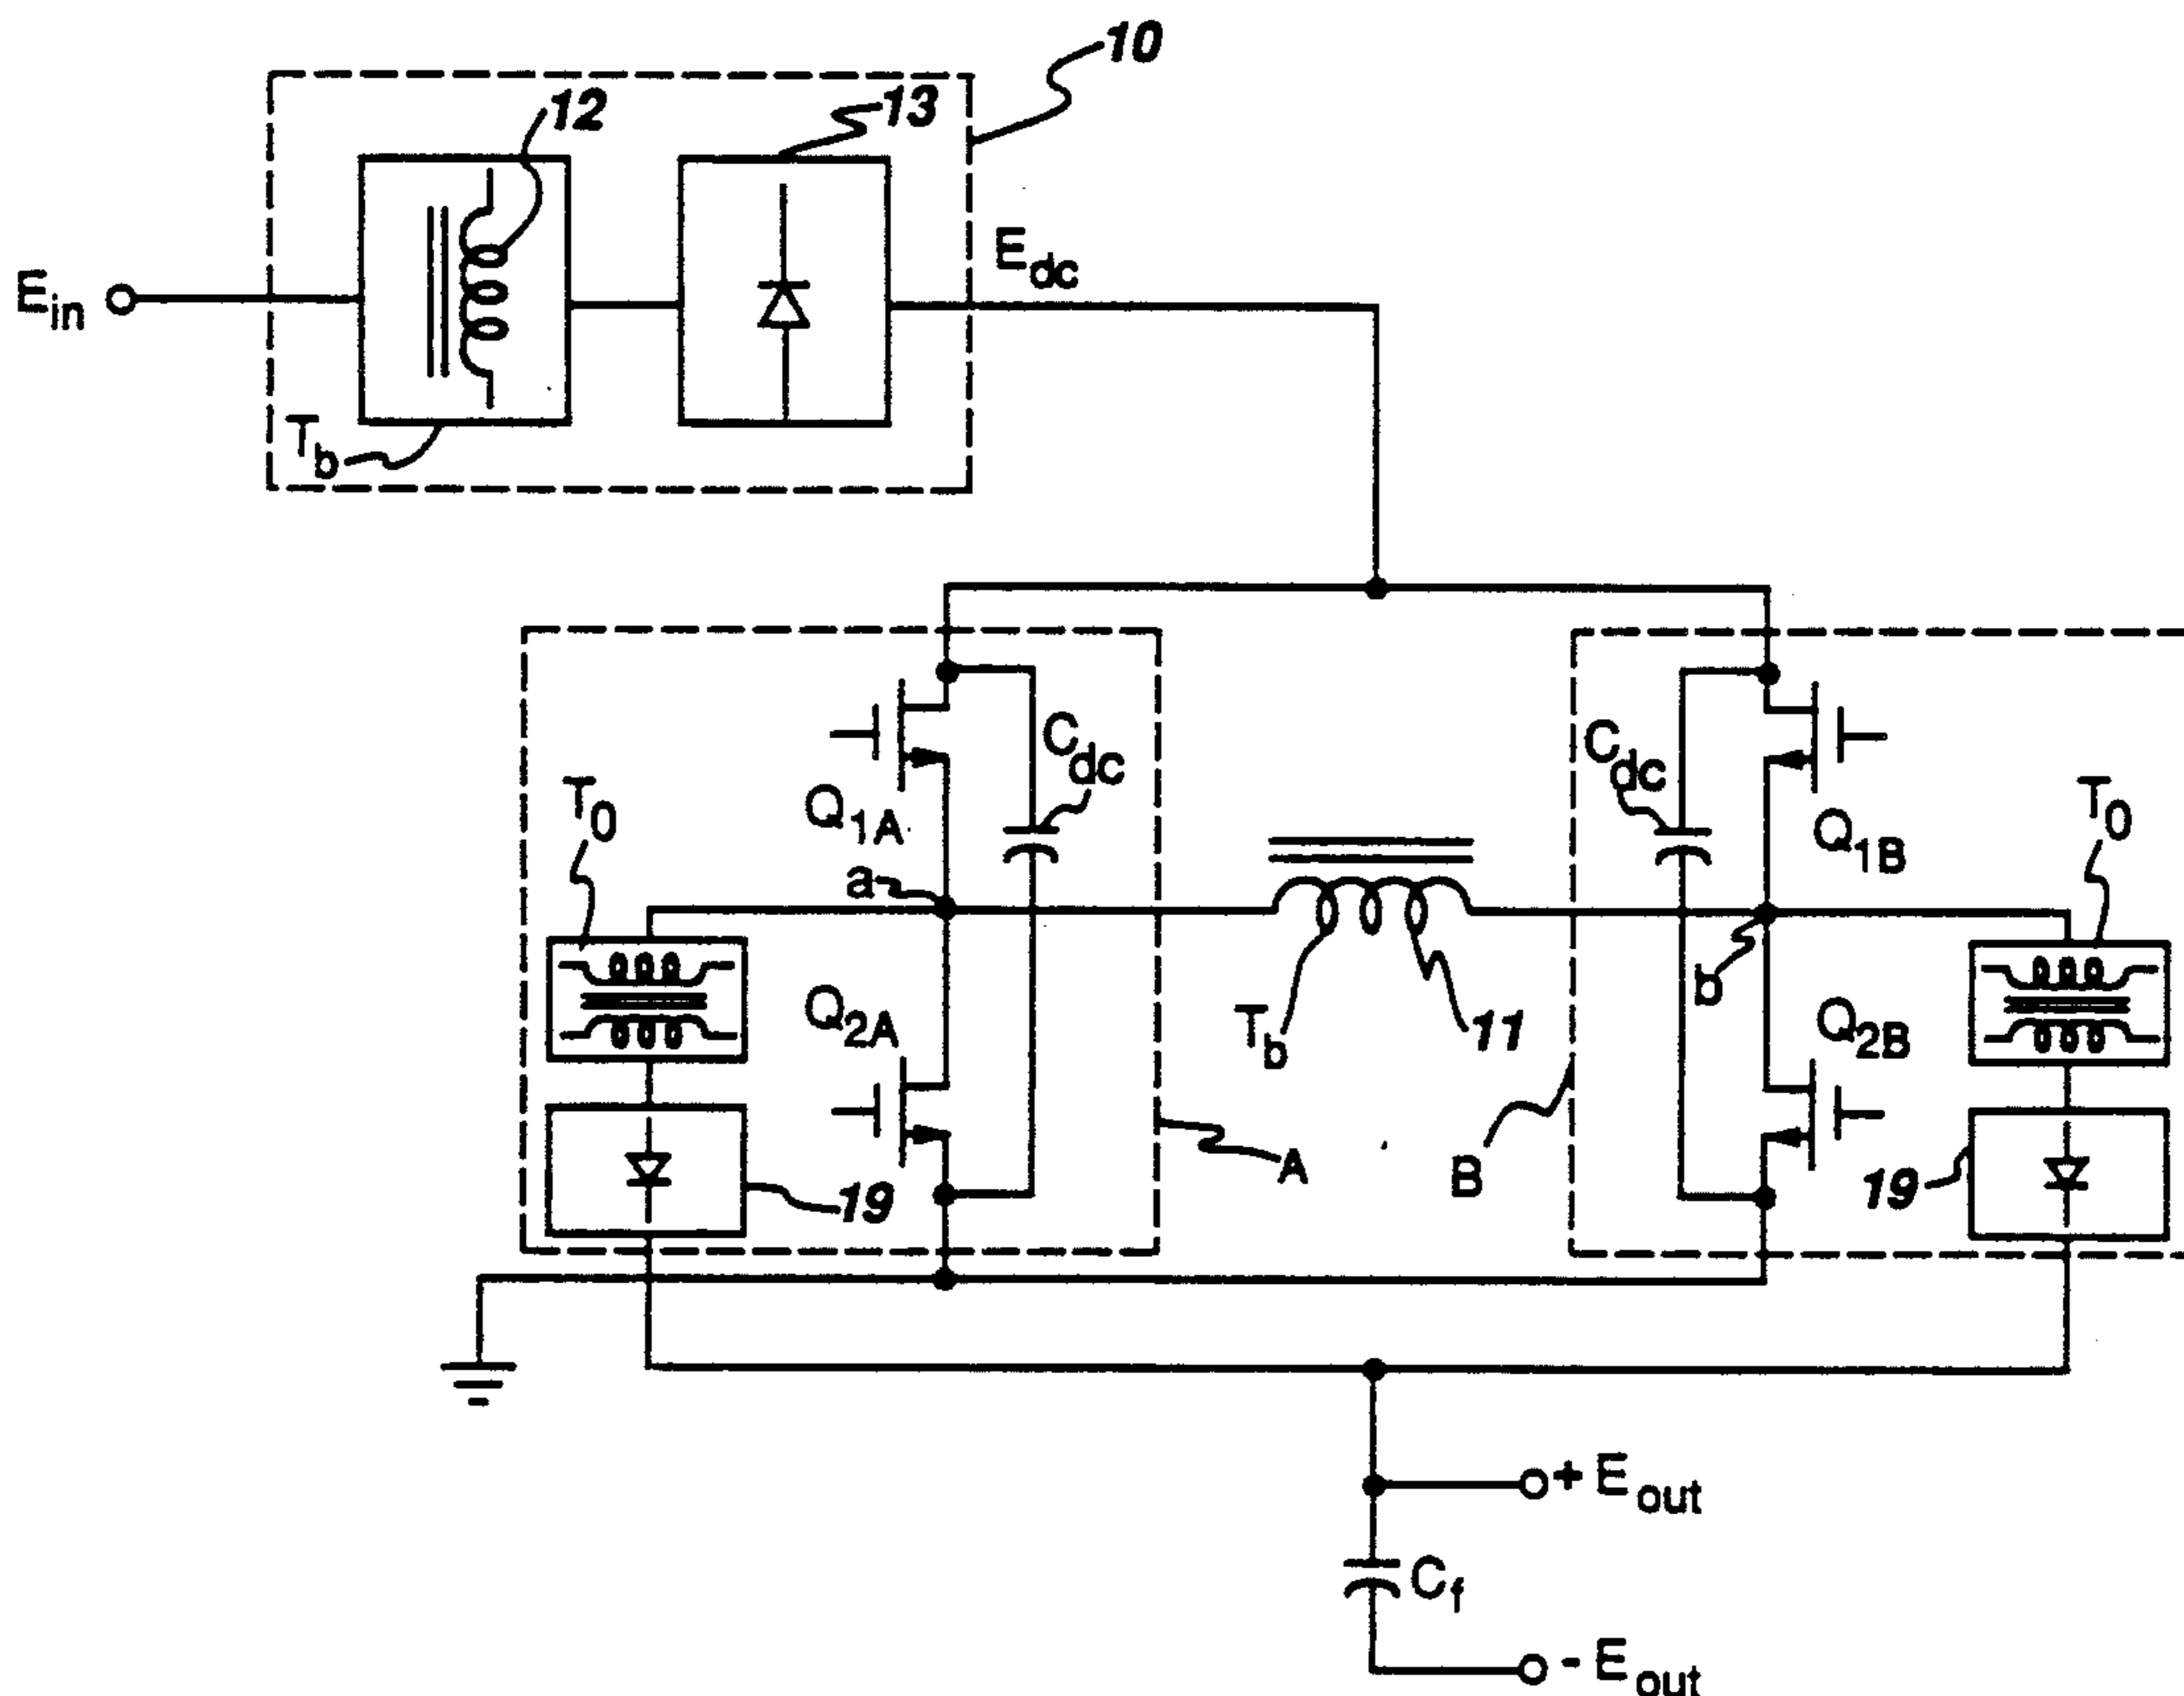 10
12
13
E_dc
E_in
T_b
C_dc
C_dc
T_0
Q_1A
T_0
Q_1B
a
b
Q_2A
T_b
11
Q_2B
A
B
19
19
+ E_out
C_f
- E_out